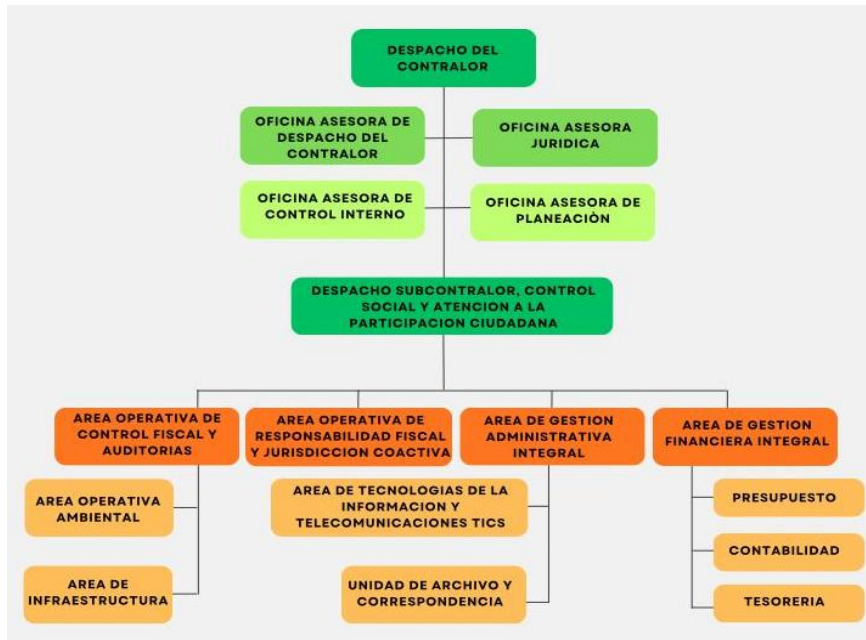 DESPACHO DEL
CONTRALOR
OFICINA ASESORA DE
DESPACHO DEL
CONTRALOR
OFICINA ASESORA
JURIDICA
OFICINA ASESORA DE
CONTROL INTERNO
OFICINA ASESORA DE
PLANEACIÒN
DESPACHO SUBCONTRALOR, CONTROL
SOCIAL Y ATENCION A LA
PARTICIPACION CIUDADANA
AREA OPERATIVA DE
CONTROL FISCAL Y
AUDITORIAS
AREA OPERATIVA DE
RESPONSABILIDAD FISCAL
Y JURISDICCION COACTIVA
AREA DE GESTION
ADMINISTRATIVA
INTEGRAL
AREA DE GESTION
FINANCIERA INTEGRAL
AREA OPERATIVA
AMBIENTAL
AREA DE
INFRAESTRUCTURA
AREA DE TECNOLOGIAS DE LA
INFORMACION Y
TELECOMUNICACIONES TICS
UNIDAD DE ARCHIVO Y
CORRESPONDENCIA
PRESUPUESTO
CONTABILIDAD
TESORERIA